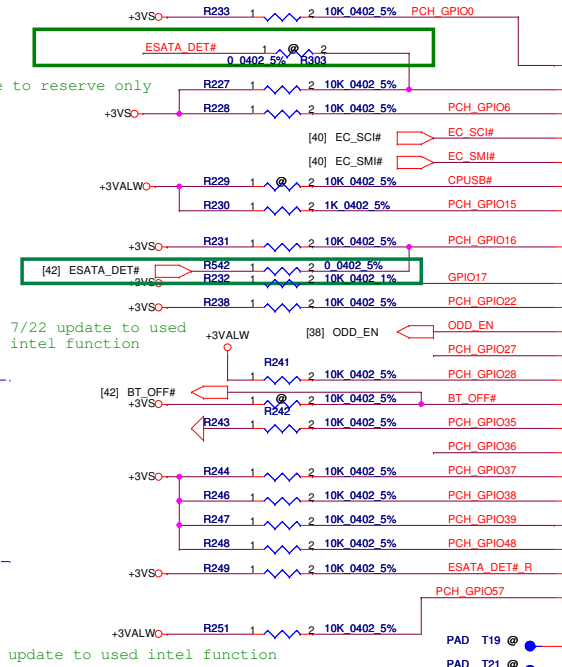 +3VS R233 1 2 10K_0402_5% PCH_GPIO0
ESATA_DET# 1 @ 2
0_0402_5% R303
e to reserve only
R227 1 2 10K_0402_5%
+3VS R228 1 2 10K_0402_5% PCH_GPIO6
[40] EC_SCI# EC_SCI#
[40] EC_SMI# EC_SMI#
+3VALW R229 1 @ 2 10K_0402_5% CPUSB#
R230 1 2 1K_0402_5% PCH_GPIO15
+3VS R231 1 2 10K_0402_5% PCH_GPIO16
[42] ESATA_DET# R542 1 2 0_0402_5%
+3VS R232 1 2 10K_0402_1% GPIO17
+3VS R238 1 2 10K_0402_5% PCH_GPIO22
7/22 update to used
intel function
+3VALW [38] ODD_EN ODD_EN
PCH_GPIO27
R241
1 2 10K_0402_5% PCH_GPIO28
[42] BT_OFF#
+3VS 1 @ 2 10K_0402_5% BT_OFF#
R242
R243 1 2 10K_0402_5% PCH_GPIO35
PCH_GPIO36
+3VS R244 1 2 10K_0402_5% PCH_GPIO37
R246 1 2 10K_0402_5% PCH_GPIO38
R247 1 2 10K_0402_5% PCH_GPIO39
R248 1 2 10K_0402_5% PCH_GPIO48
+3VS R249 1 2 10K_0402_5% ESATA_DET#_R
PCH_GPIO57
+3VALW R251 1 2 10K_0402_5%
PAD T19 @
update to used intel function
PAD T21 @